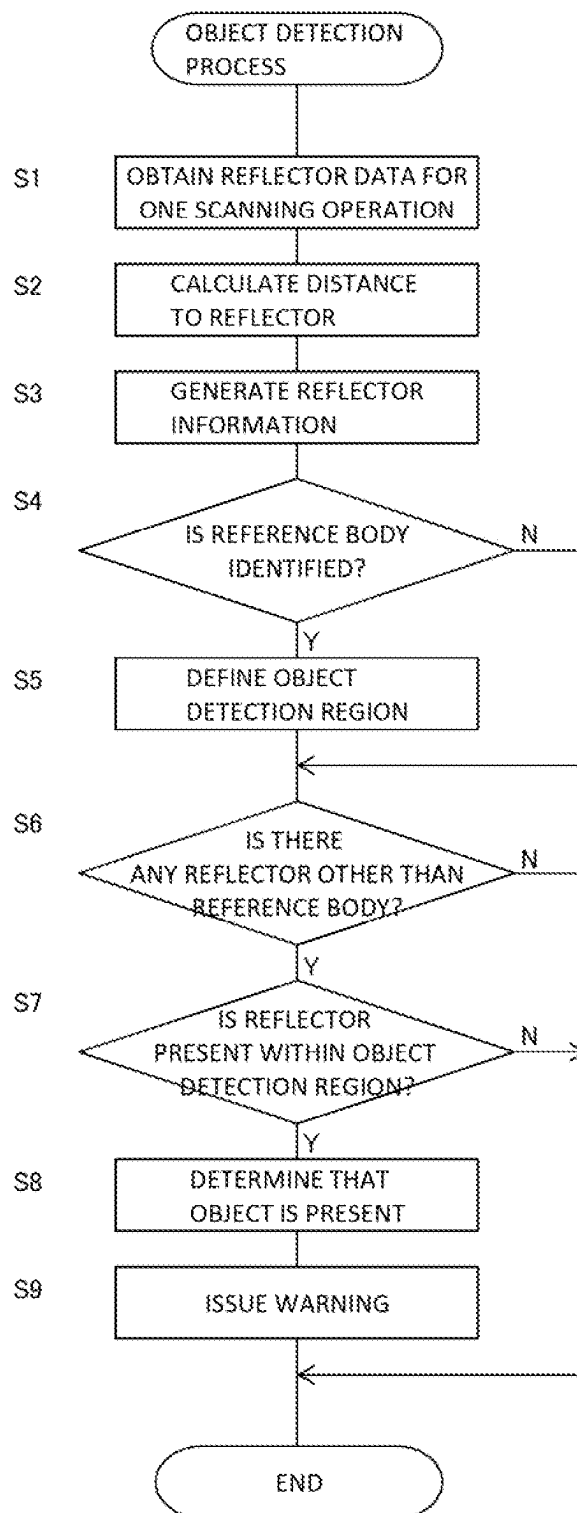 OBJECT DETECTION
PROCESS
S1
OBTAIN REFLECTOR DATA FOR
ONE SCANNING OPERATION
S2
CALCULATE DISTANCE
TO REFLECTOR
S3
GENERATE REFLECTOR
INFORMATION
S4
IS REFERENCE BODY
IDENTIFIED?
N
Y
S5
DEFINE OBJECT
DETECTION REGION
S6
IS THERE
ANY REFLECTOR OTHER THAN
REFERENCE BODY?
N
Y
S7
IS REFLECTOR
PRESENT WITHIN OBJECT
DETECTION REGION?
N
Y
S8
DETERMINE THAT
OBJECT IS PRESENT
S9
ISSUE WARNING
END